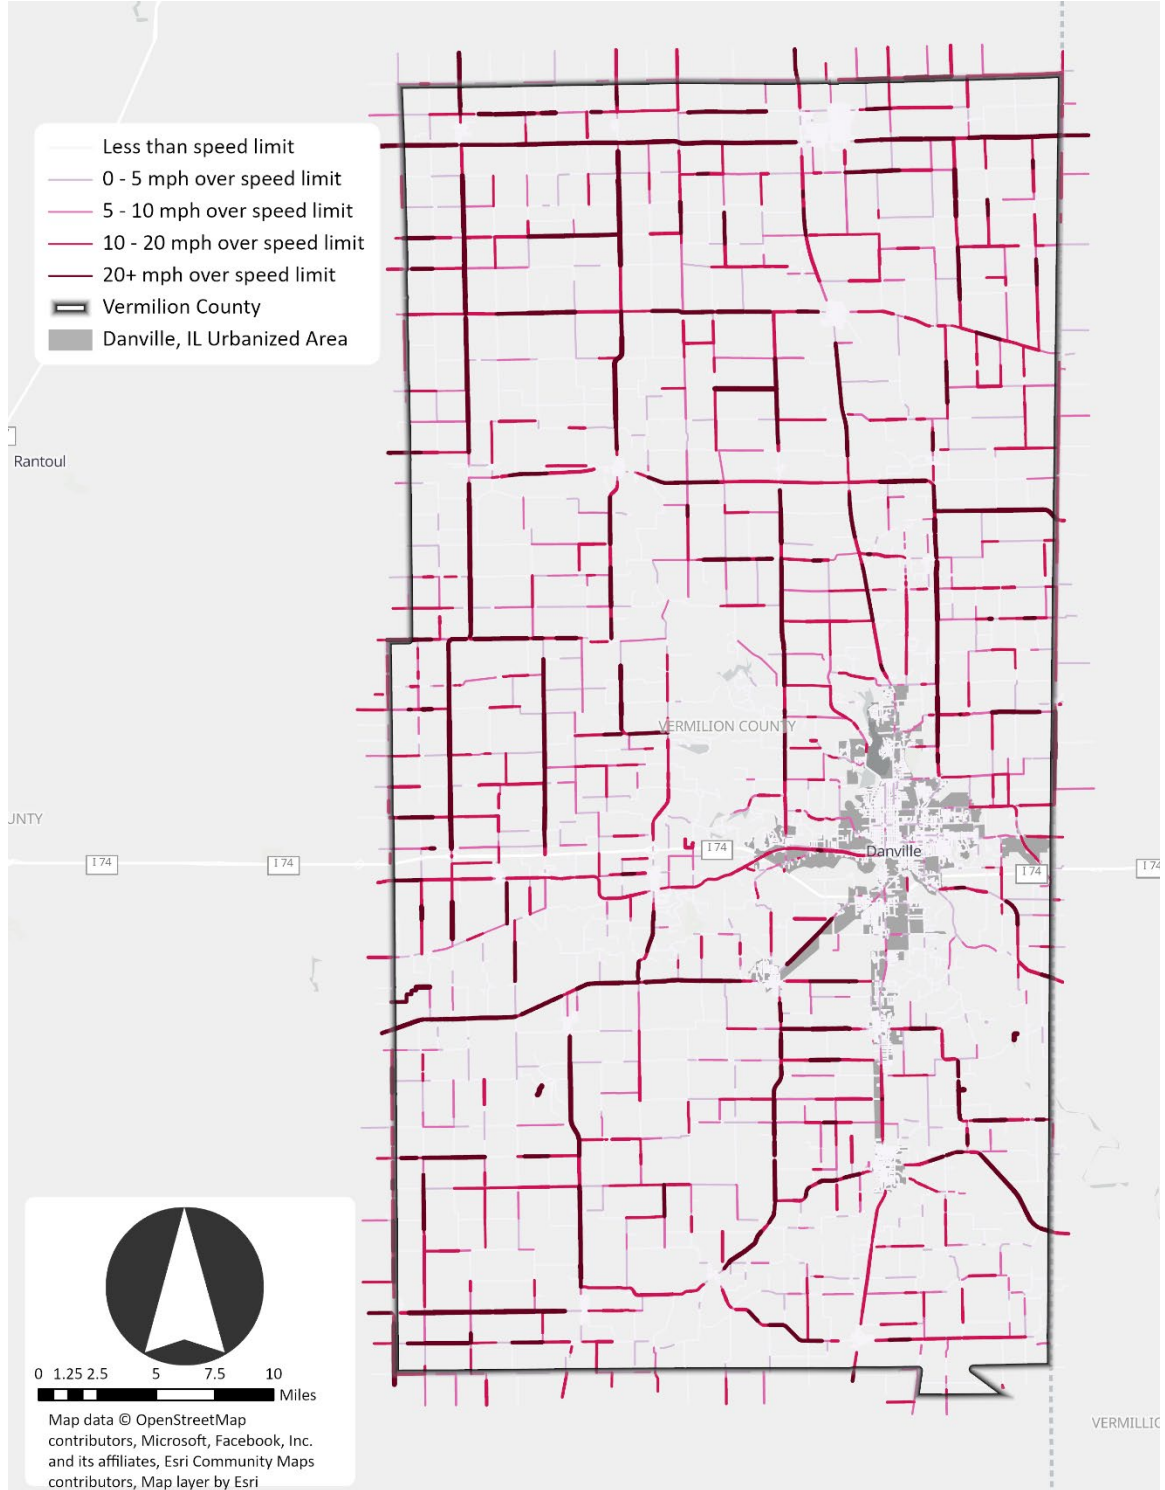 Less than speed limit
0 - 5 mph over speed limit
5 - 10 mph over speed limit
10 - 20 mph over speed limit
20+ mph over speed limit
Vermilion County
Danville, IL Urbanized Area
Rantoul
VERMILION COUNTY
UNTY
I 74
I 74
I 74
Danville
I 74
I 74
0 1.25 2.5 5 7.5 10
Miles
Map data © OpenStreetMap
contributors, Microsoft, Facebook, Inc.
and its affiliates, Esri Community Maps
contributors, Map layer by Esri
VERMILLIC